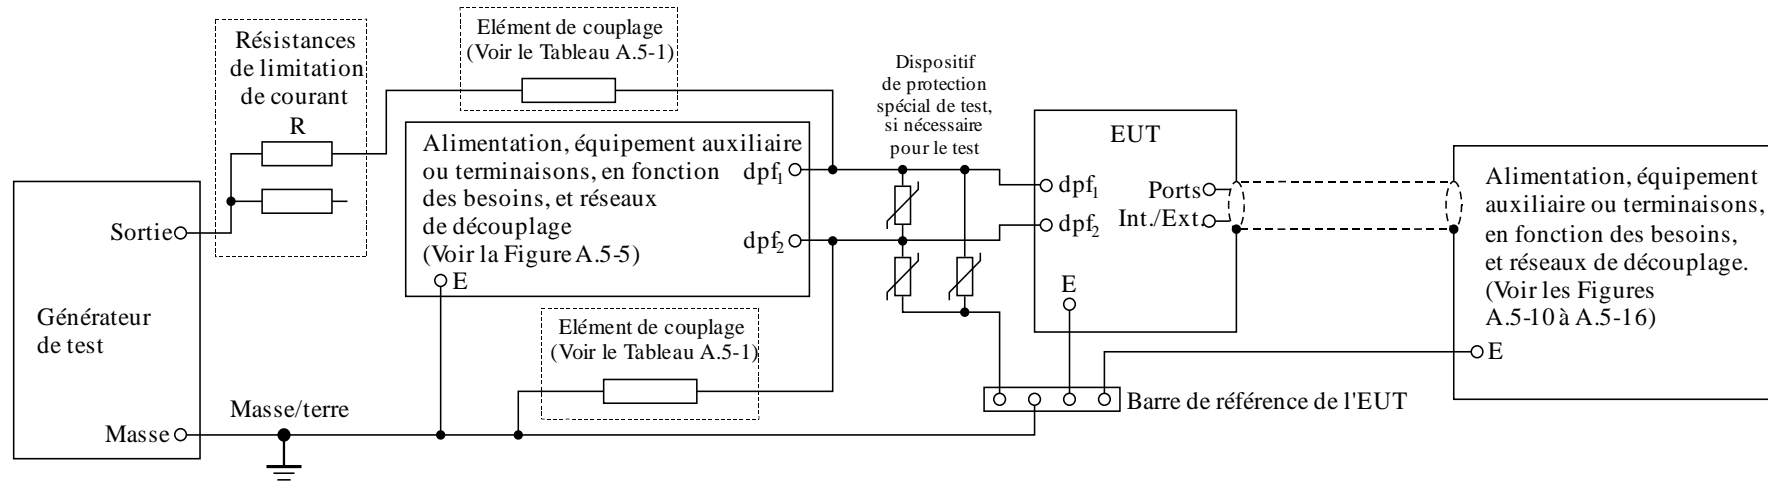 Résistances
de limitation
de courant
R
Elément de couplage
(Voir le Tableau A.5-1)
Dispositif
de protection
spécial de test,
si nécessaire
pour le test
Alimentation, équipement auxiliaire
ou terminaisons, en fonction
des besoins, et réseaux
de découplage
(Voir la Figure A.5-5)
dpf1
dpf2
E
EUT
dpf1
dpf2
Ports
Int./Ext.
E
Alimentation, équipement
auxiliaire ou terminaisons,
en fonction des besoins,
et réseaux de découplage.
(Voir les Figures
A.5-10 à A.5-16)
E
Sortie
Générateur
de test
Masse
Masse/terre
Elément de couplage
(Voir le Tableau A.5-1)
Barre de référence de l'EUT